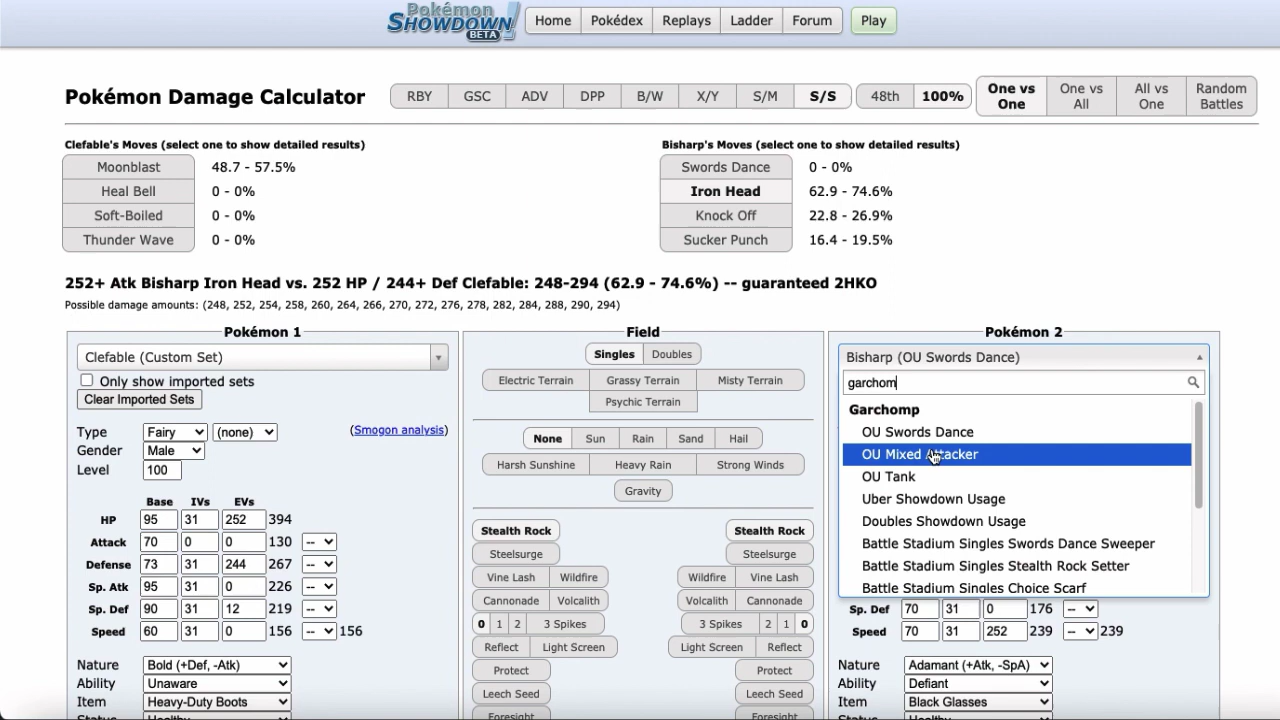 Pokémon
SHOWDOWN!
BETA
Home Pokédex Replays Ladder Forum Play
Pokémon Damage Calculator RBY GSC ADV DPP B/W X/Y S/M S/S 48th 100% One vs One One vs All All vs One Random Battles
Clefable's Moves (select one to show detailed results)
Moonblast 48.7 - 57.5%
Heal Bell 0 - 0%
Soft-Boiled 0 - 0%
Thunder Wave 0 - 0%
Bisharp's Moves (select one to show detailed results)
Swords Dance 0 - 0%
Iron Head 62.9 - 74.6%
Knock Off 22.8 - 26.9%
Sucker Punch 16.4 - 19.5%
252+ Atk Bisharp Iron Head vs. 252 HP / 244+ Def Clefable: 248-294 (62.9 - 74.6%) -- guaranteed 2HKO
Possible damage amounts: (248, 252, 254, 258, 260, 264, 266, 270, 272, 276, 278, 282, 284, 288, 290, 294)
Pokémon 1
Clefable (Custom Set)
Only show imported sets
Clear Imported Sets
Type Fairy (none) (Smogon analysis)
Gender Male
Level 100
Base IVs EVs
HP 95 31 252 394
Attack 70 0 0 130 --
Defense 73 31 244 267 --
Sp. Atk 95 31 0 226 --
Sp. Def 90 31 12 219 --
Speed 60 31 0 156 -- 156
Nature Bold (+Def, -Atk)
Ability Unaware
Item Heavy-Duty Boots
Status Healthy
Field
Singles Doubles
Electric Terrain Grassy Terrain Misty Terrain
Psychic Terrain
None Sun Rain Sand Hail
Harsh Sunshine Heavy Rain Strong Winds
Gravity
Stealth Rock Stealth Rock
Steelsurge Steelsurge
Vine Lash Wildfire Wildfire Vine Lash
Cannonade Volcalith Volcalith Cannonade
0 1 2 3 Spikes 3 Spikes 2 1 0
Reflect Light Screen Light Screen Reflect
Protect Protect
Leech Seed Leech Seed
Foresight Foresight
Pokémon 2
Bisharp (OU Swords Dance)
garchom
Garchomp
OU Swords Dance
OU Mixed Attacker
OU Tank
Uber Showdown Usage
Doubles Showdown Usage
Battle Stadium Singles Swords Dance Sweeper
Battle Stadium Singles Stealth Rock Setter
Battle Stadium Singles Choice Scarf
Sp. Def 70 31 0 176 --
Speed 70 31 252 239 -- 239
Nature Adamant (+Atk, -SpA)
Ability Defiant
Item Black Glasses
Status Healthy